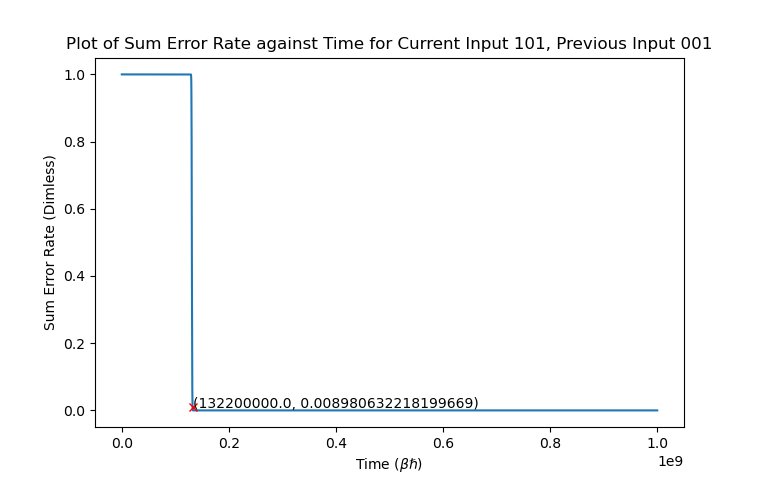 Plot of Sum Error Rate against Time for Current Input 101, Previous Input 001
Sum Error Rate (Dimless)
1.0
0.8
0.6
0.4
0.2
0.0
(132200000.0, 0.008980632218199669)
0.0 0.2 0.4 0.6 0.8 1.0
1e9
Time (βℏ)